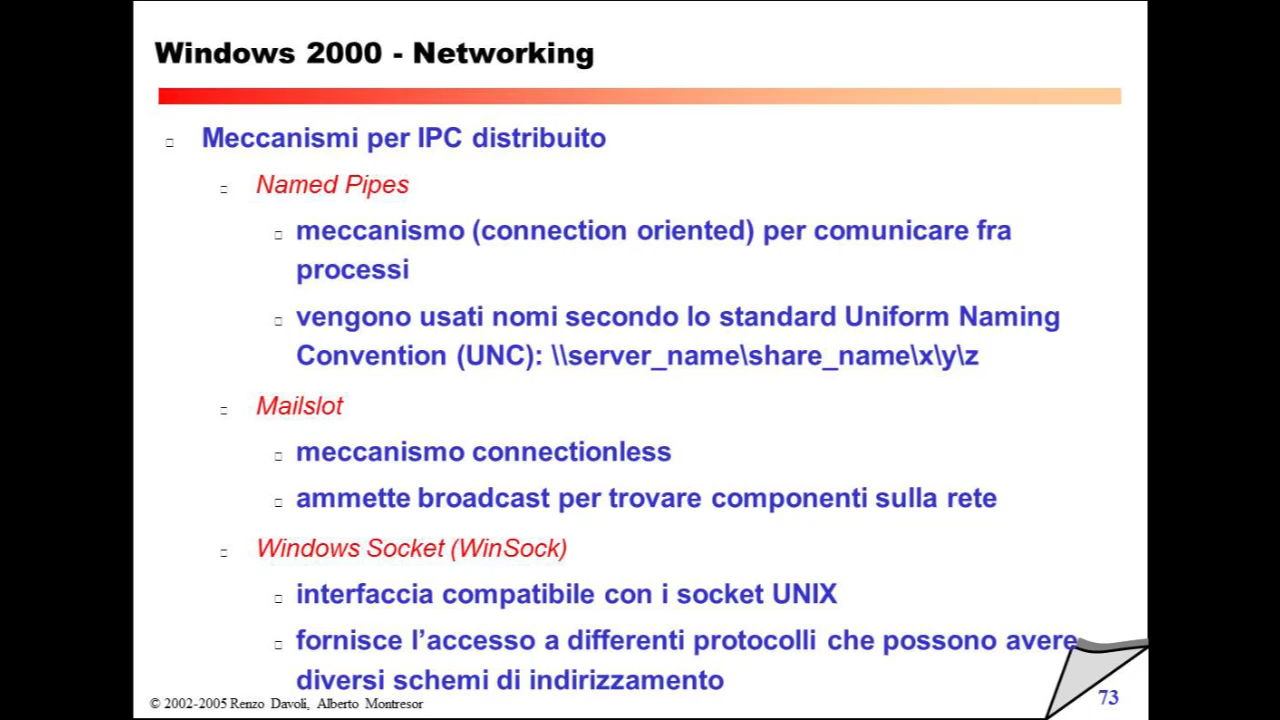 Windows 2000 - Networking
Meccanismi per IPC distribuito
Named Pipes
meccanismo (connection oriented) per comunicare fra
processi
vengono usati nomi secondo lo standard Uniform Naming
Convention (UNC): \\server_name\share_name\x\y\z
Mailslot
meccanismo connectionless
ammette broadcast per trovare componenti sulla rete
Windows Socket (WinSock)
interfaccia compatibile con i socket UNIX
fornisce l’accesso a differenti protocolli che possono avere
diversi schemi di indirizzamento
© 2002-2005 Renzo Davoli, Alberto Montresor
73